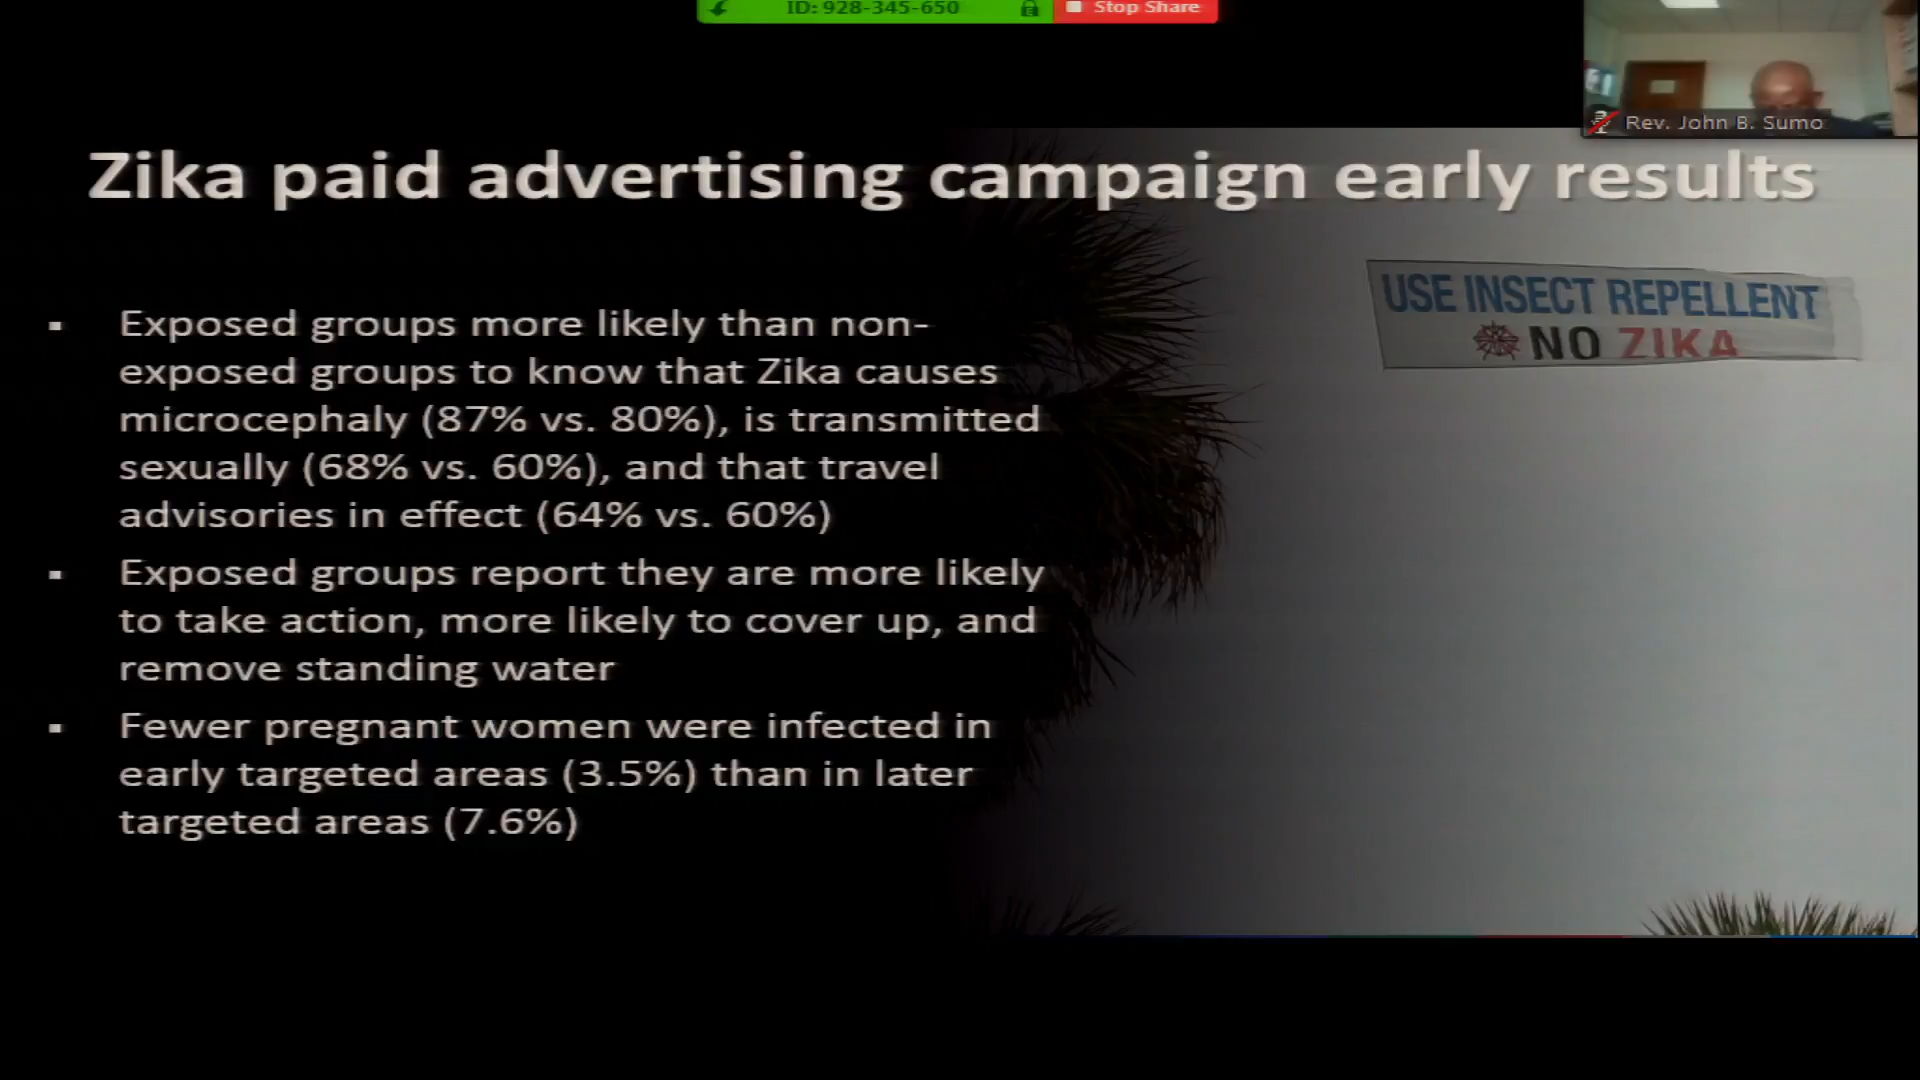 ID: 928-345-650
Stop Share
Rev. John B. Sumo
Zika paid advertising campaign early results
USE INSECT REPELLENT
NO ZIKA
▪ Exposed groups more likely than non-
exposed groups to know that Zika causes
microcephaly (87% vs. 80%), is transmitted
sexually (68% vs. 60%), and that travel
advisories in effect (64% vs. 60%)
▪ Exposed groups report they are more likely
to take action, more likely to cover up, and
remove standing water
▪ Fewer pregnant women were infected in
early targeted areas (3.5%) than in later
targeted areas (7.6%)